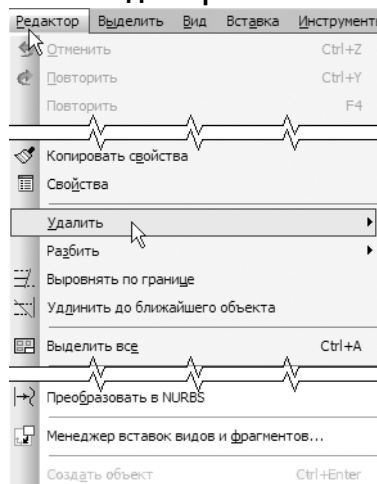 Редактор Выделить Вид Вставка
Отменить Ctrl+Z
Повторить Ctrl+Y
Повторить F4
Копировать свойства
Свойства
Удалить
Разбить
Выровнять по границе
Удлинить до ближайшего объекта
Выделить все Ctrl+A
Преобразовать в NURBS
Менеджер вставок видов и фрагментов...
Создать объект Ctrl+Enter